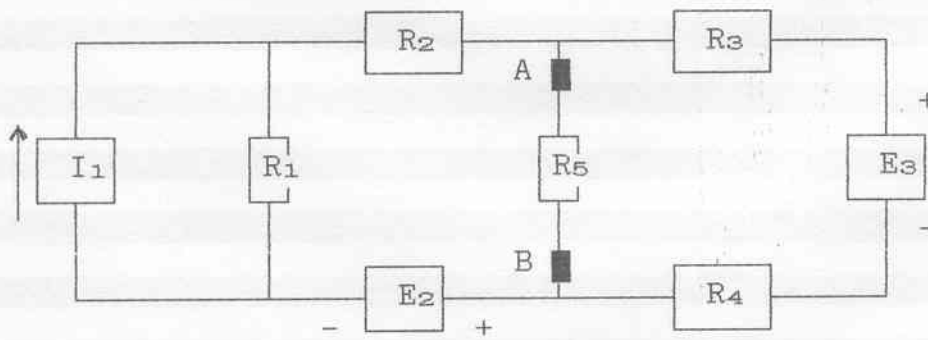 R2 R3
A
+
I1 R1 R5 E3
-
B
E2 R4
- +